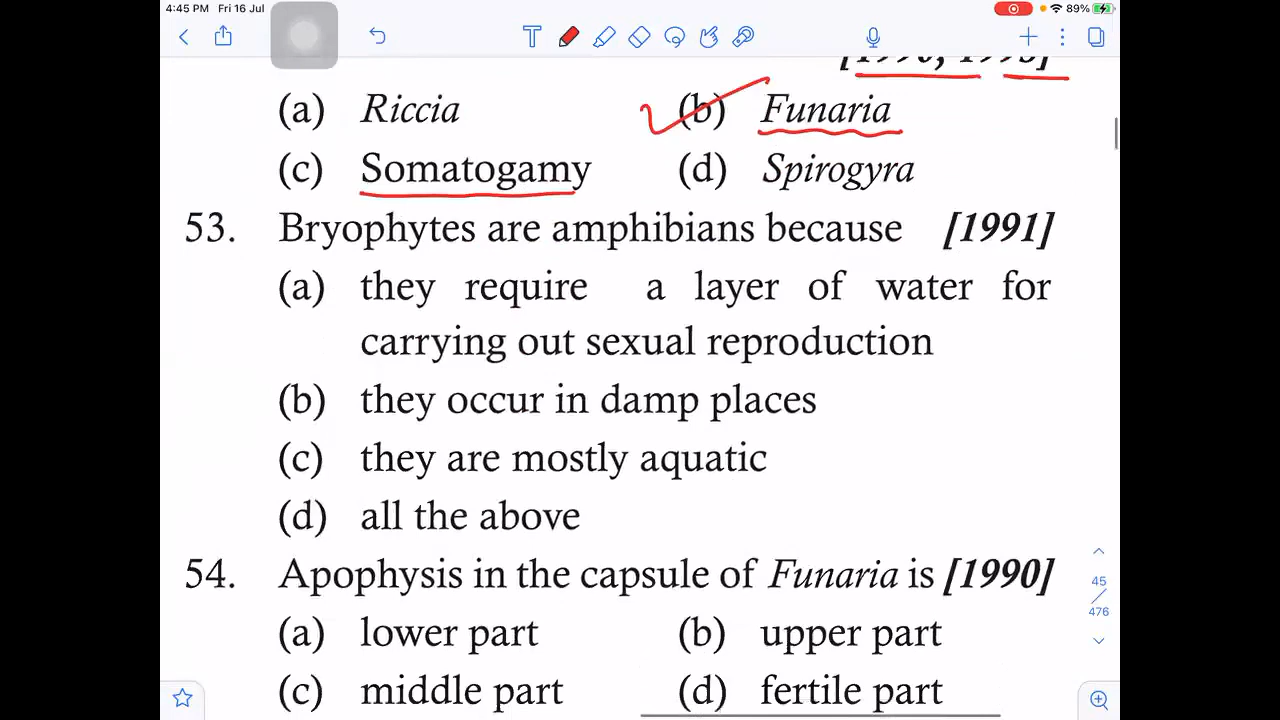 4:45 PM Fri 16 Jul
89%
[1990, 1993]
(a) Riccia (b) Funaria
(c) Somatogamy (d) Spirogyra
53. Bryophytes are amphibians because [1991]
(a) they require a layer of water for
carrying out sexual reproduction
(b) they occur in damp places
(c) they are mostly aquatic
(d) all the above
54. Apophysis in the capsule of Funaria is [1990]
(a) lower part (b) upper part
(c) middle part (d) fertile part
45
476